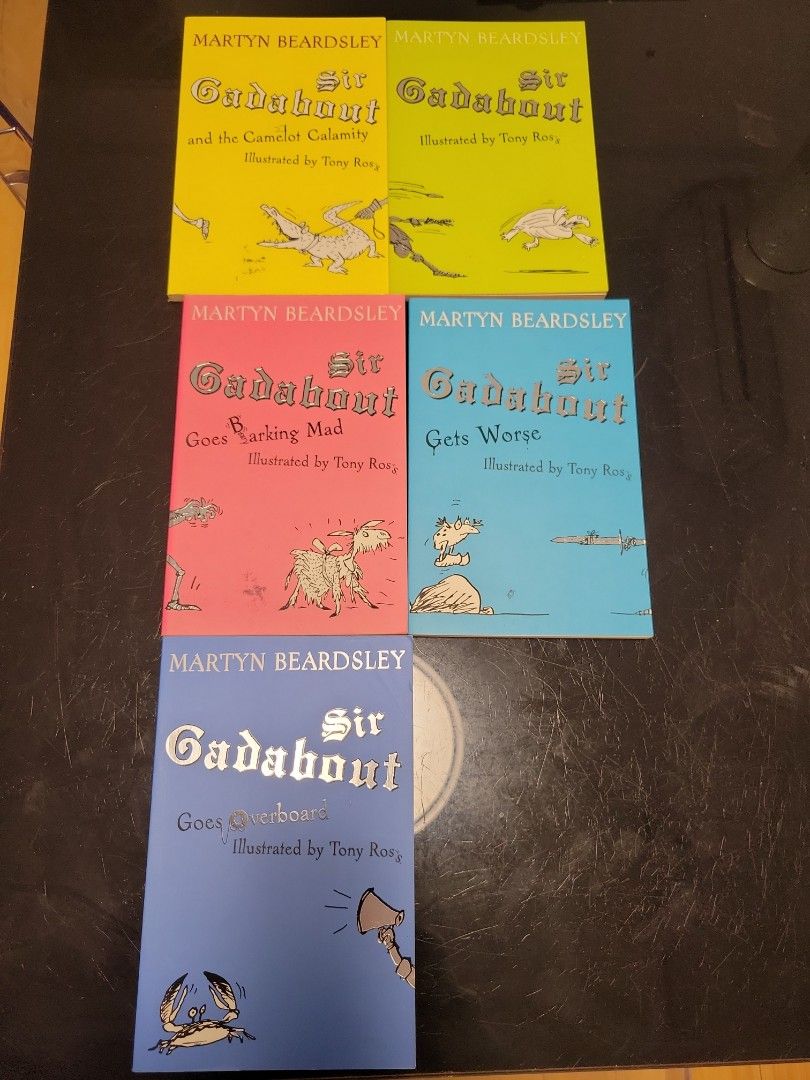 MARTYN BEARDSLEY
Sir
Gadabout
and the Camelot Calamity
Illustrated by Tony Ross
MARTYN BEARDSLEY
Sir
Gadabout
Illustrated by Tony Ross
MARTYN BEARDSLEY
Sir
Gadabout
Goes Barking Mad
Illustrated by Tony Ross
MARTYN BEARDSLEY
Sir
Gadabout
Gets Worse
Illustrated by Tony Ross
MARTYN BEARDSLEY
Sir
Gadabout
Goes Overboard
Illustrated by Tony Ross